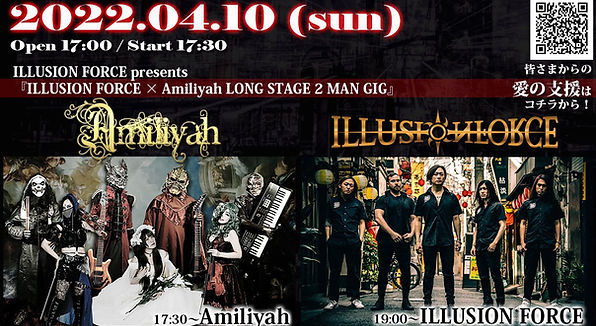 2022.04.10 (sun)
Open 17:00 / Start 17:30
ILLUSION FORCE presents
『ILLUSION FORCE × Amiliyah LONG STAGE 2 MAN GIG』
皆さまからの
愛の支援は
コチラから！
Amiliyah
ILLUSION FORCE
17:30~Amiliyah
19:00~ILLUSION FORCE